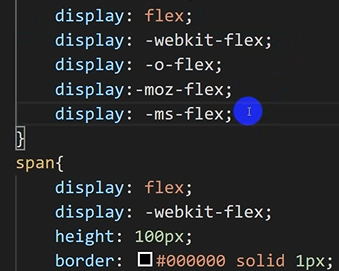 display: flex;
display: -webkit-flex;
display: -o-flex;
display:-moz-flex;
display: -ms-flex;
}
span{
display: flex;
display: -webkit-flex;
height: 100px;
border: #000000 solid 1px;